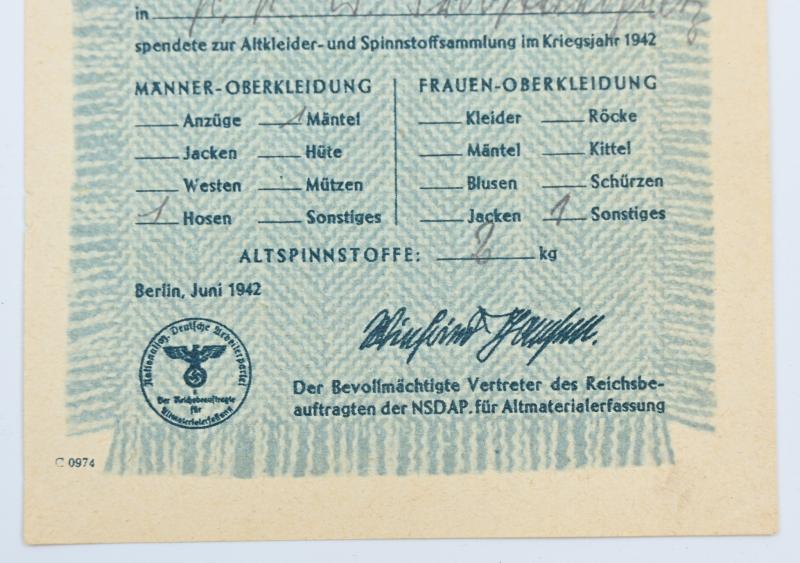 in
spendete zur Altkleider- und Spinnstoffsammlung im Kriegsjahr 1942
MÄNNER-OBERKLEIDUNG
Anzüge 1 Mäntel
Jacken Hüte
Westen Mützen
1 Hosen Sonstiges
FRAUEN-OBERKLEIDUNG
Kleider Röcke
Mäntel Kittel
Blusen Schürzen
Jacken 1 Sonstiges
ALTSPINNSTOFFE: 2 kg
Berlin, Juni 1942
Nationalsoz. Deutsche Arbeiterpartei
Der Reichsbeauftragte
für
Altmaterialerfassung
Der Bevollmächtigte Vertreter des Reichsbe-
auftragten der NSDAP. für Altmaterialerfassung
C 0974